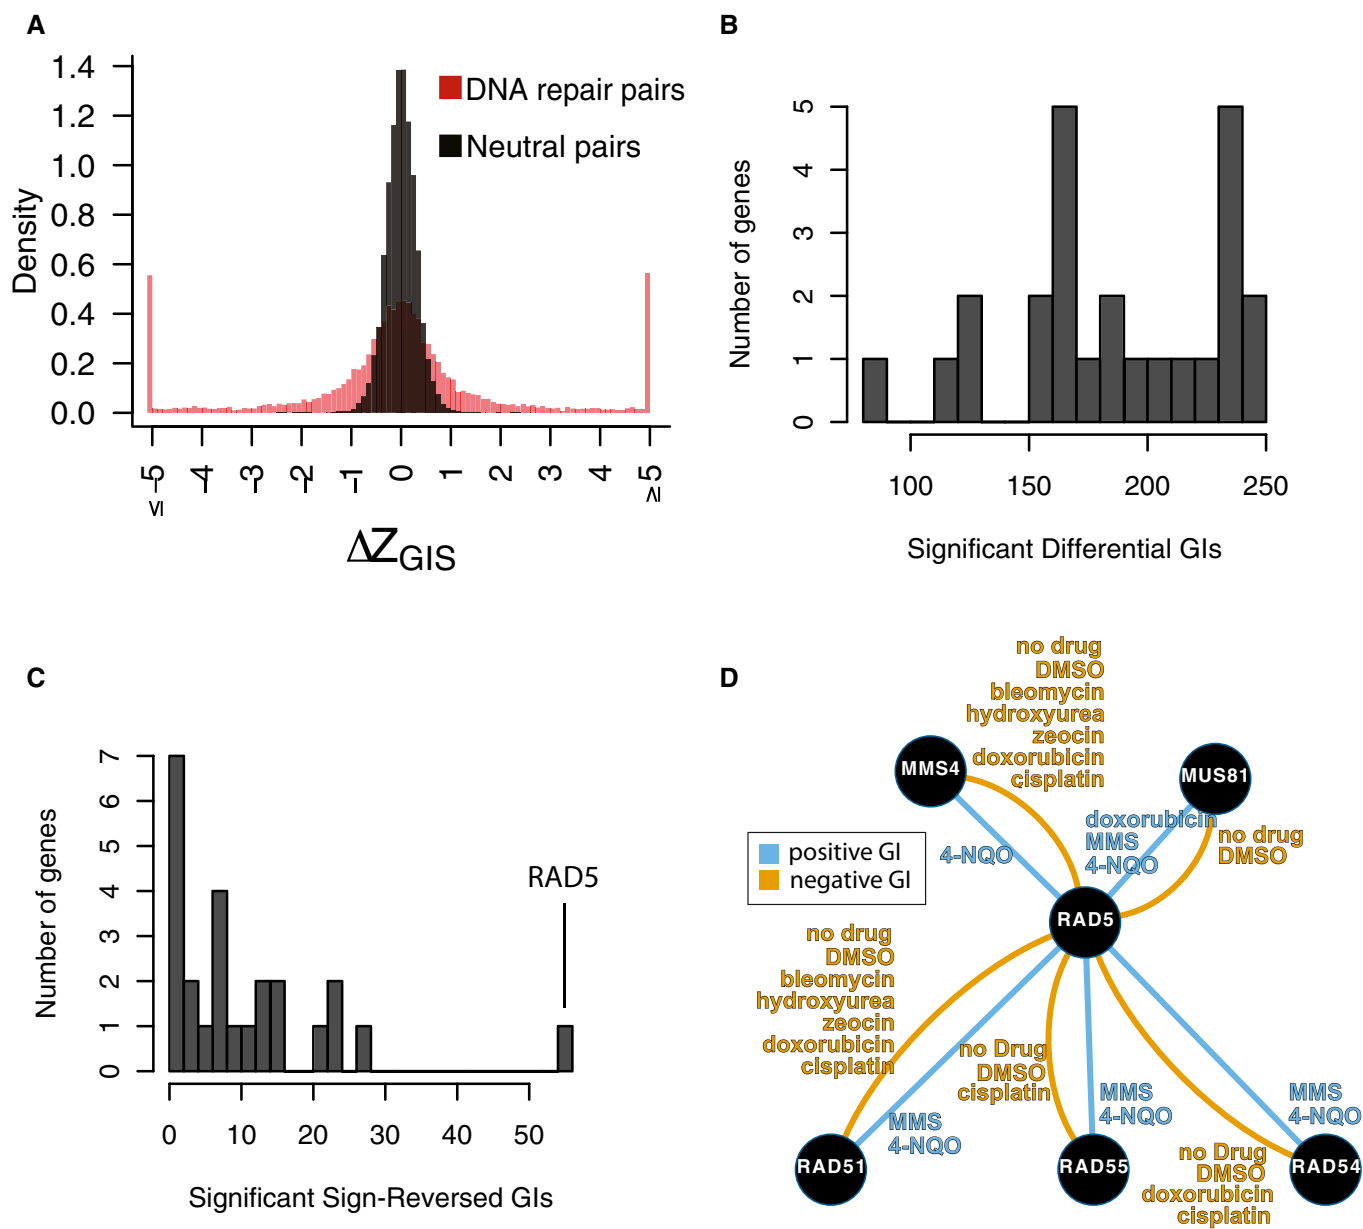 A
1.4
1.2
1.0
0.8
0.6
0.4
0.2
0.0
Density
DNA repair pairs
Neutral pairs
≤−5
−4
−3
−2
−1
0
1
2
3
4
≥5
ΔZGIS
B
5
4
3
2
1
0
Number of genes
100 150 200 250
Significant Differential GIs
C
7
6
5
4
3
2
1
0
Number of genes
RAD5
0 10 20 30 40 50
Significant Sign-Reversed GIs
D
no drug
DMSO
bleomycin
hydroxyurea
zeocin
doxorubicin
cisplatin
MMS4
MUS81
doxorubicin
MMS
4-NQO
no drug
DMSO
4-NQO
positive GI
negative GI
RAD5
no drug
DMSO
bleomycin
hydroxyurea
zeocin
doxorubicin
cisplatin
no Drug
DMSO
cisplatin
MMS
4-NQO
MMS
4-NQO
MMS
4-NQO
RAD51
RAD55
RAD54
no Drug
DMSO
doxorubicin
cisplatin